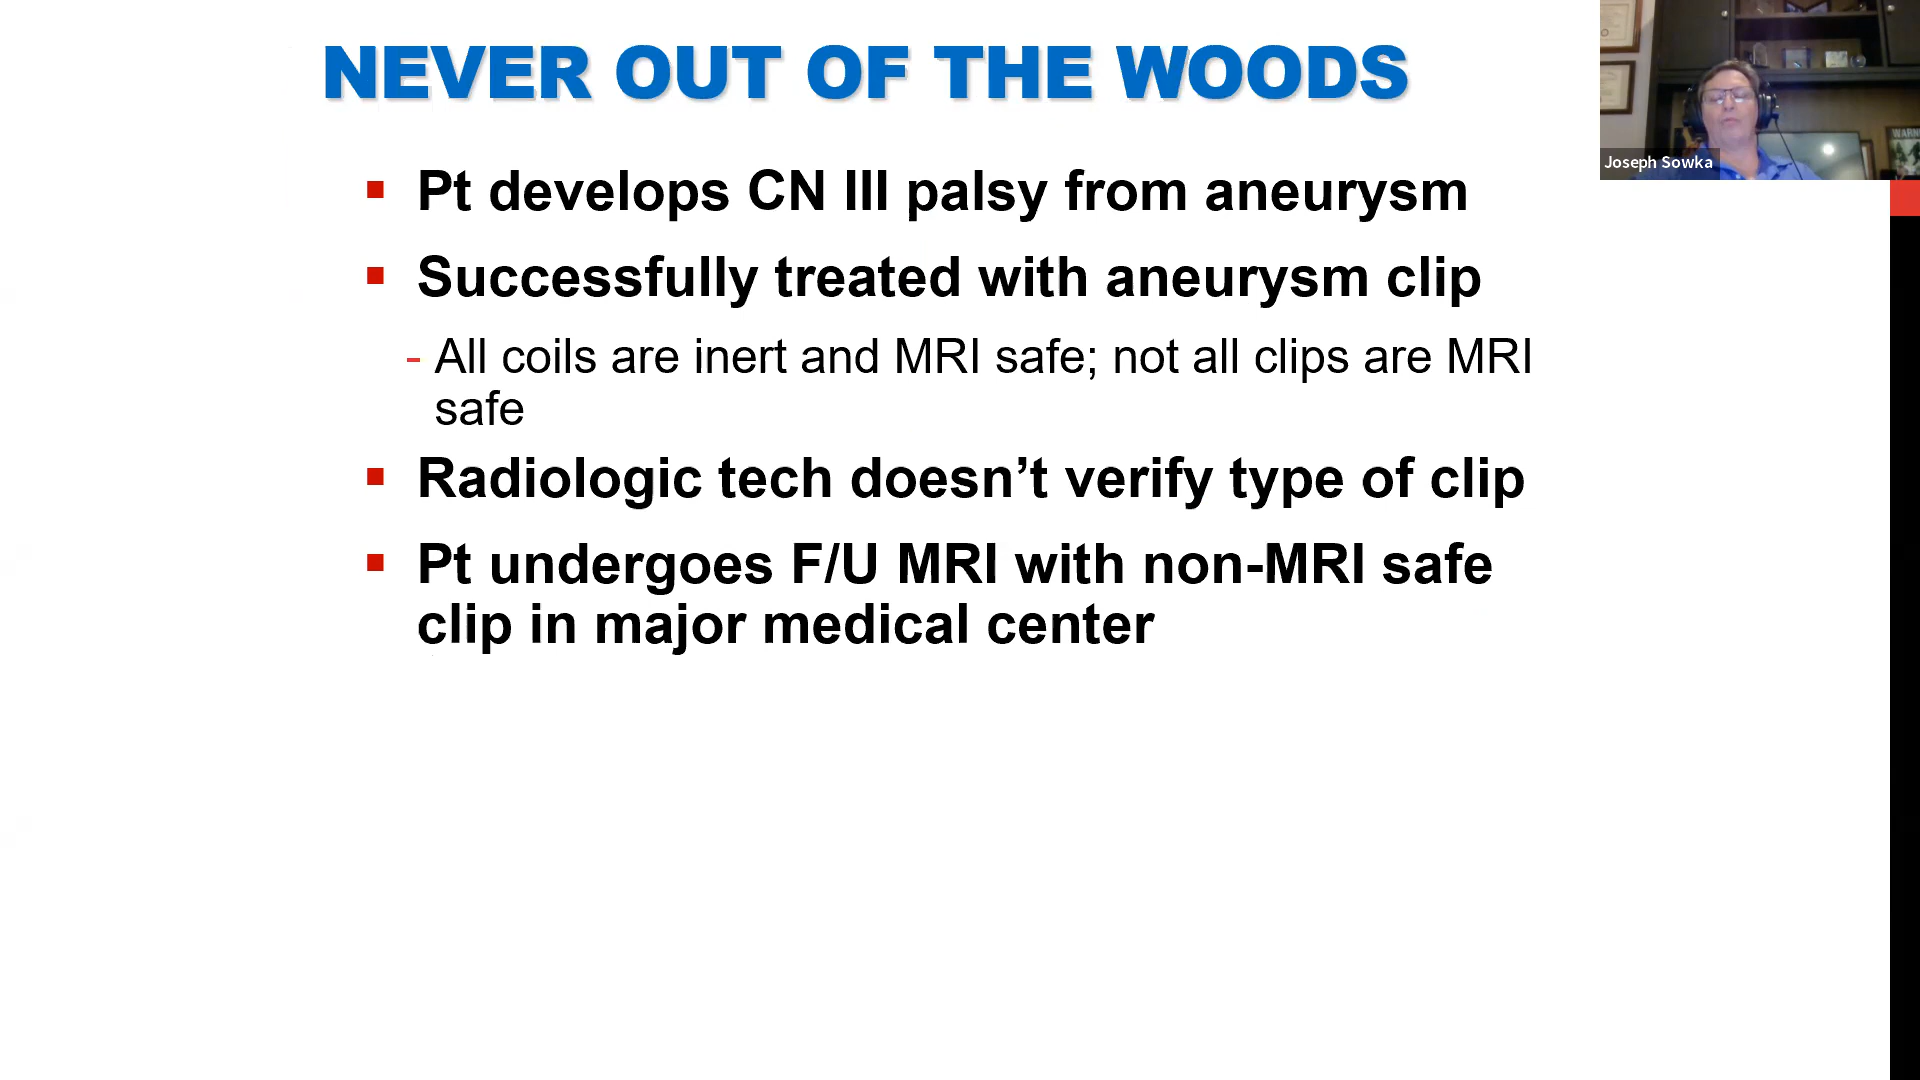 NEVER OUT OF THE WOODS
Joseph Sowka
WARN
▪ Pt develops CN III palsy from aneurysm
▪ Successfully treated with aneurysm clip
- All coils are inert and MRI safe; not all clips are MRI
safe
▪ Radiologic tech doesn’t verify type of clip
▪ Pt undergoes F/U MRI with non-MRI safe
clip in major medical center